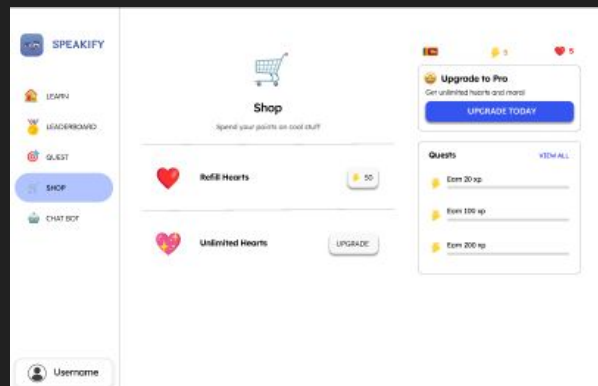 SPEAKIFY
LEARN
LEADERBOARD
QUEST
SHOP
CHAT BOT
Username
Shop
Spend your points on cool stuff
Refill Hearts
50
Unlimited Hearts
UPGRADE
5
5
Upgrade to Pro
Get unlimited hearts and more!
UPGRADE TODAY
Quests
VIEW ALL
Earn 20 xp
Earn 100 xp
Earn 200 xp